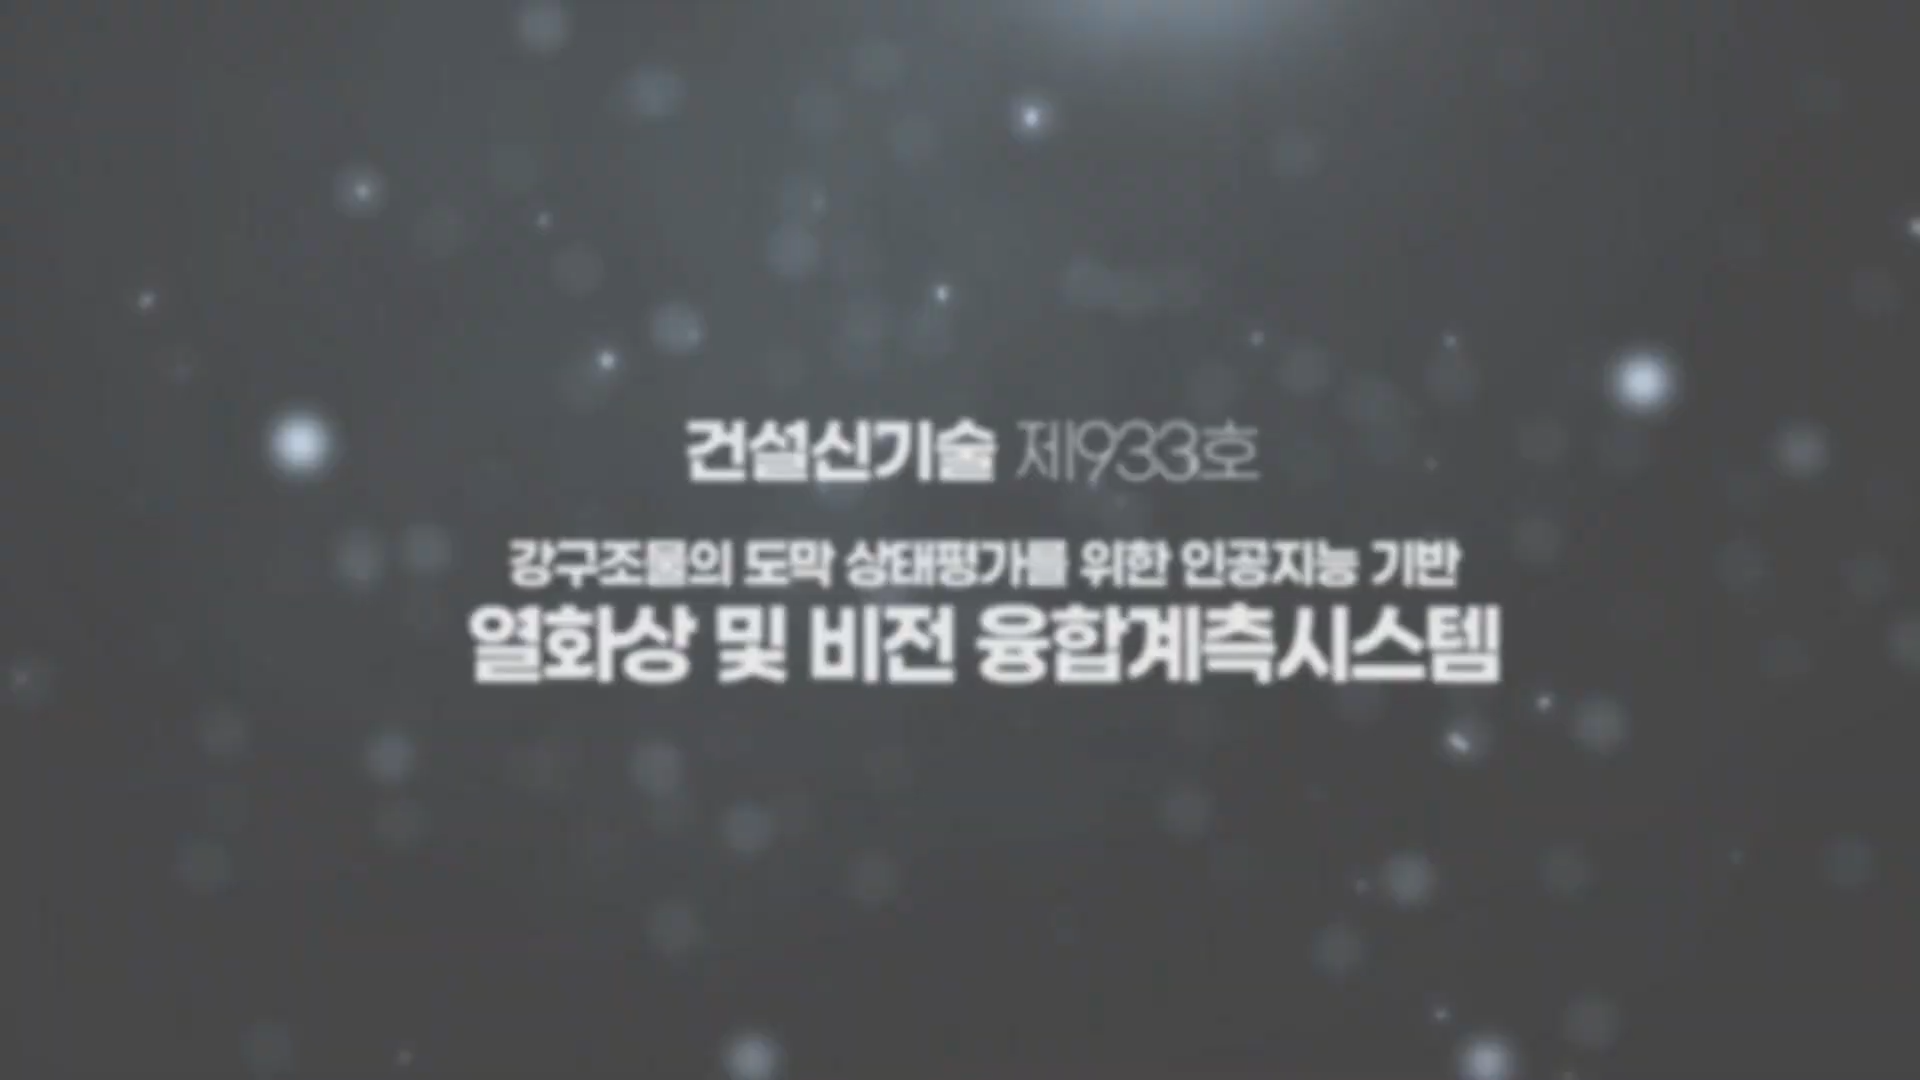 건설신기술 제933호
강구조물의 도막 상태평가를 위한 인공지능 기반
열화상 및 비전 융합계측시스템